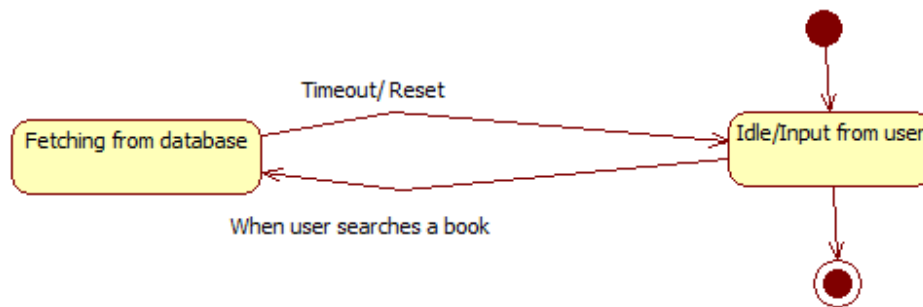 Timeout/ Reset
Fetching from database
Idle/Input from user
When user searches a book